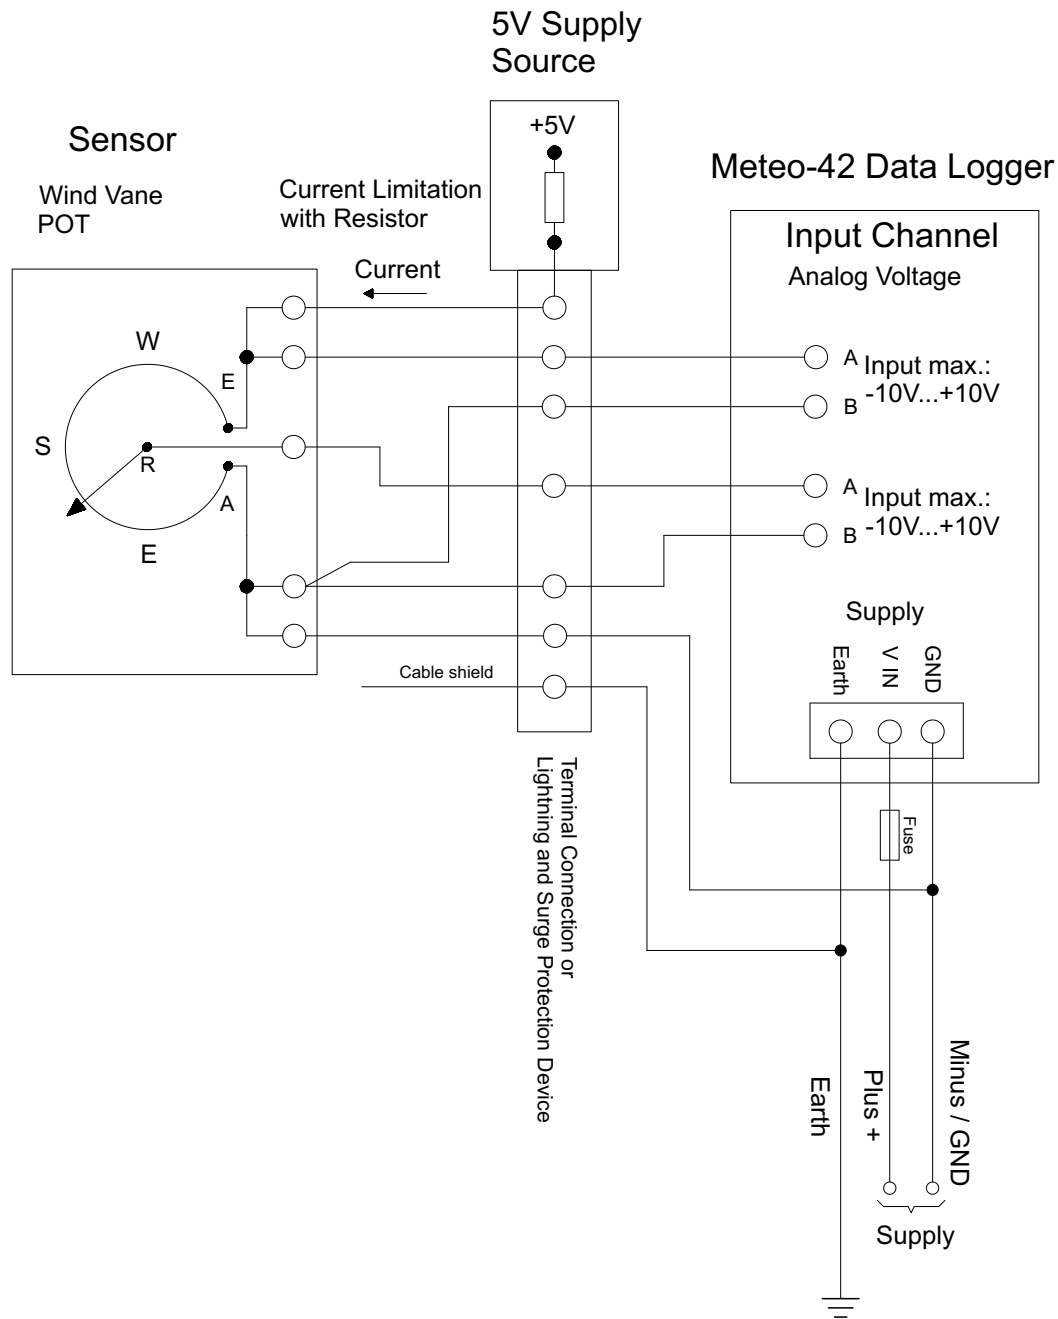 5V Supply
Source
+5V
Sensor
Wind Vane
POT
Current Limitation
with Resistor
Current
Meteo-42 Data Logger
Input Channel
Analog Voltage
W
E
S
R
A
E
A
Input max.:
-10V...+10V
B
A
Input max.:
-10V...+10V
B
Supply
Earth
V IN
GND
Cable shield
Terminal Connection or
Lightning and Surge Protection Device
Fuse
Earth
Plus +
Minus / GND
Supply